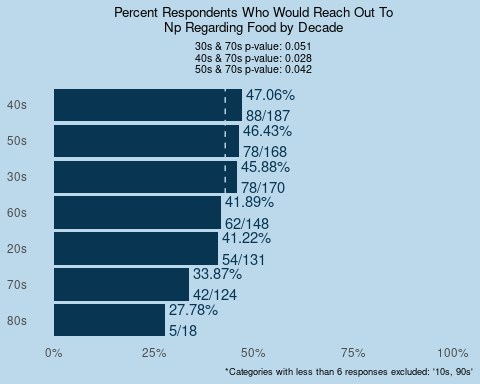 Percent Respondents Who Would Reach Out To
Np Regarding Food by Decade
30s & 70s p-value: 0.051
40s & 70s p-value: 0.028
50s & 70s p-value: 0.042
40s
47.06%
88/187
50s
46.43%
78/168
30s
45.88%
78/170
60s
41.89%
62/148
20s
41.22%
54/131
70s
33.87%
42/124
80s
27.78%
5/18
0% 25% 50% 75% 100%
*Categories with less than 6 responses excluded: '10s, 90s'